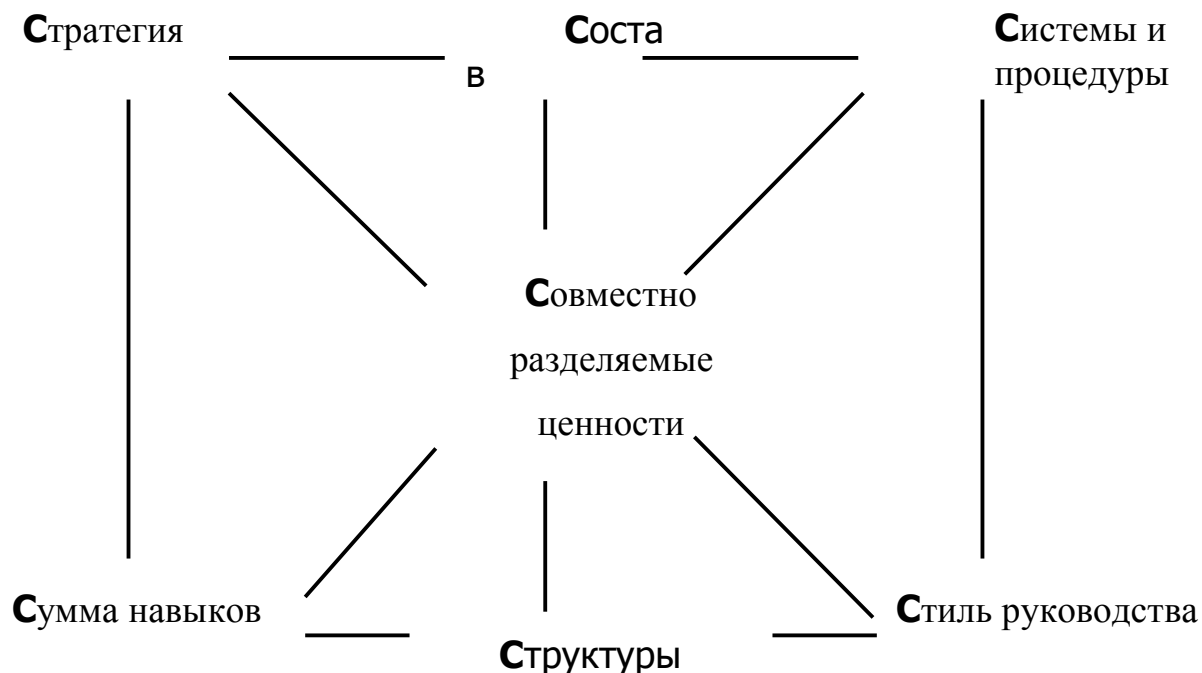 Стратегия
Соста
в
Системы и
процедуры
Совместно
разделяемые
ценности
Сумма навыков
Структуры
Стиль руководства